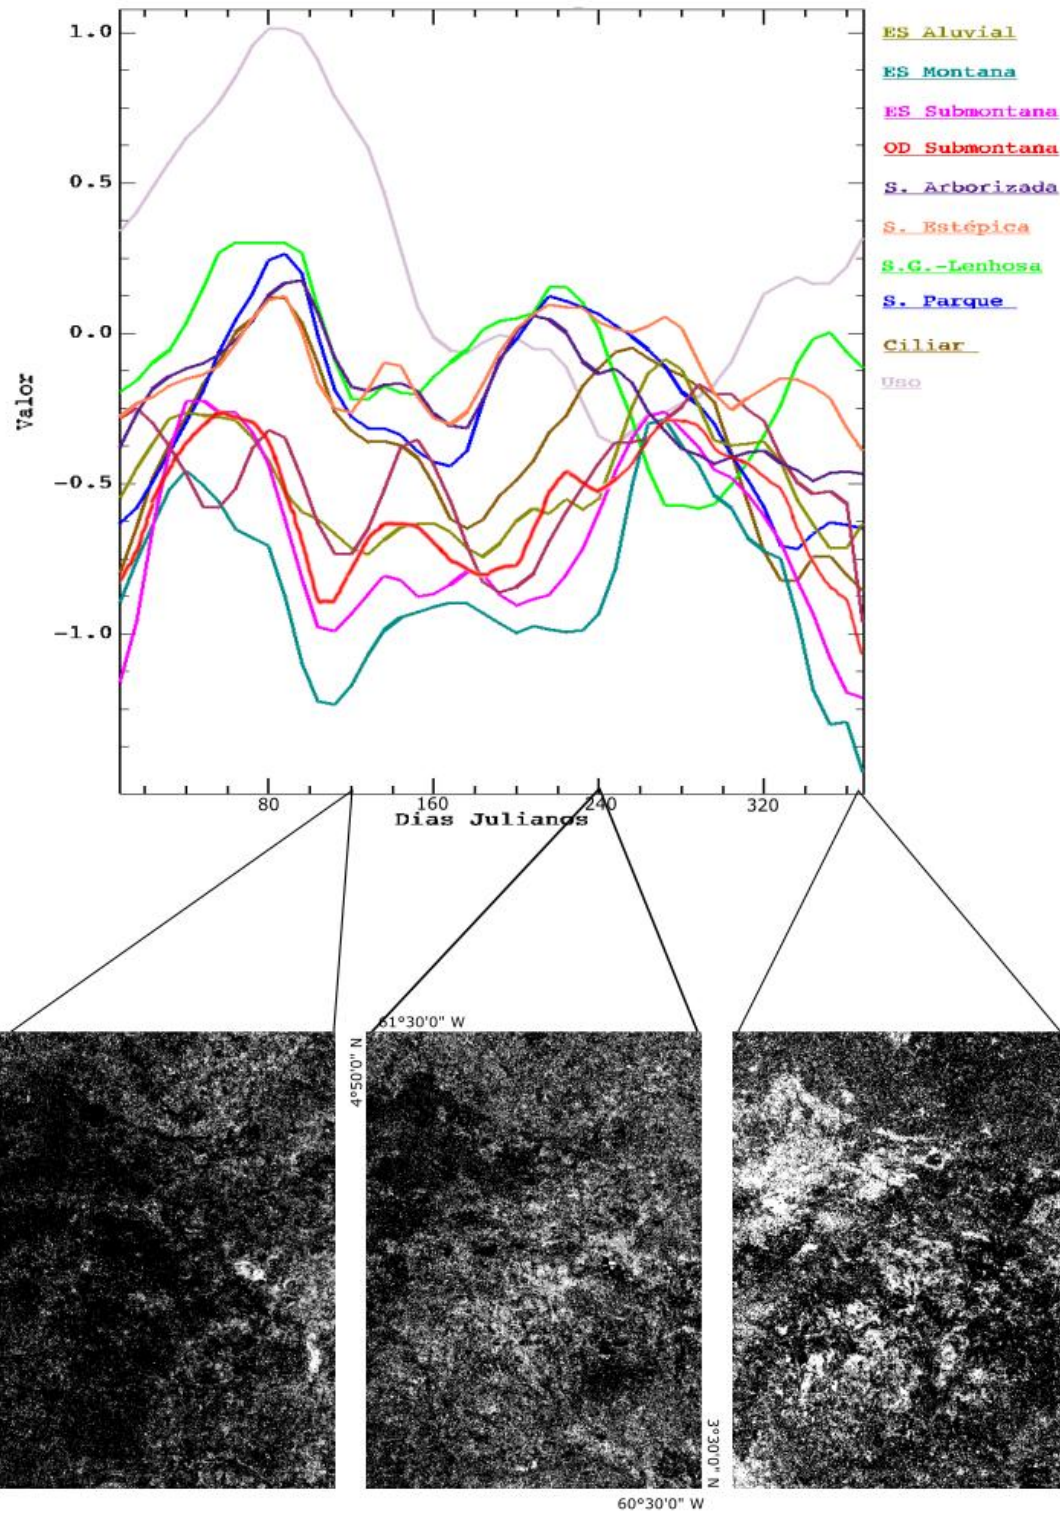 1.0
0.5
0.0
-0.5
-1.0
Valor
80
160
240
320
Dias Julianos
ES Aluvial
ES Montana
ES Submontana
OD Submontana
S. Arborizada
S. Estépica
S.G.-Lenhosa
S. Parque
Ciliar
Uso
61°30'0" W
4°50'0" N
3°30'0" N
60°30'0" W